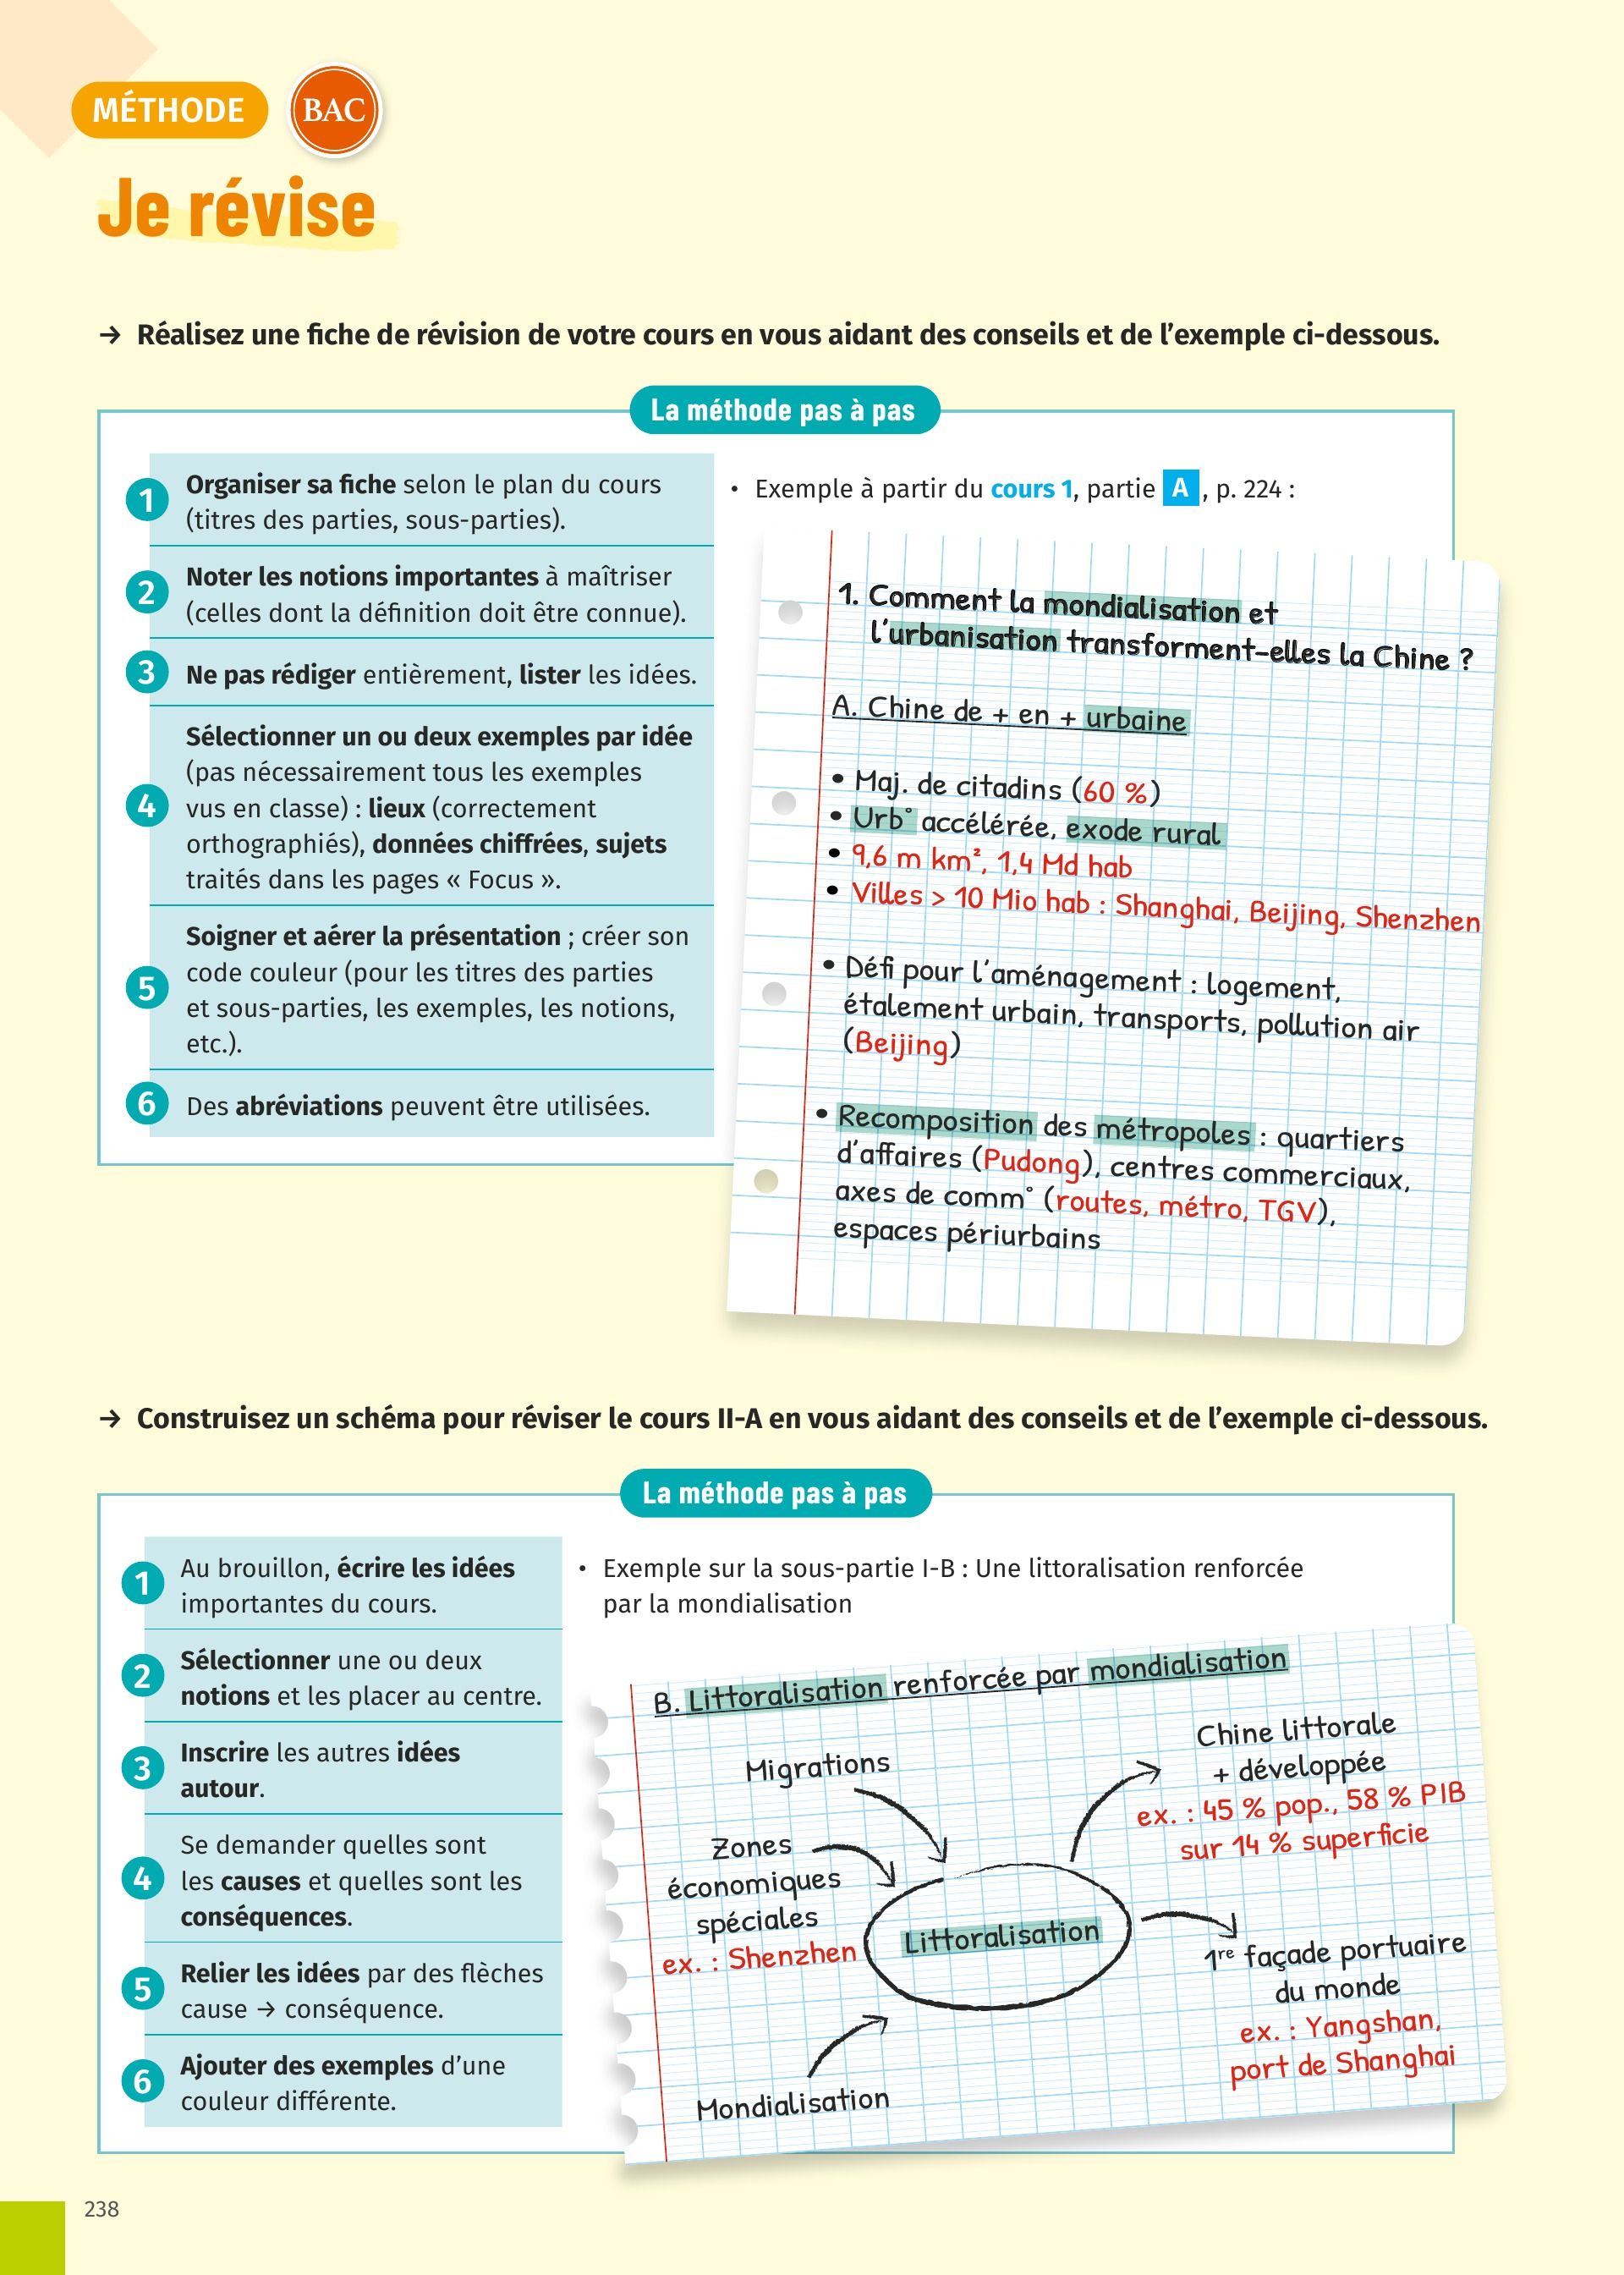 MÉTHODE
BAC
Je révise
→ Réalisez une fiche de révision de votre cours en vous aidant des conseils et de l'exemple ci-dessous.
La méthode pas à pas
1 Organiser sa fiche selon le plan du cours
(titres des parties, sous-parties).
2 Noter les notions importantes à maîtriser
(celles dont la définition doit être connue).
3 Ne pas rédiger entièrement, lister les idées.
4 Sélectionner un ou deux exemples par idée
(pas nécessairement tous les exemples
vus en classe) : lieux (correctement
orthographiés), données chiffrées, sujets
traités dans les pages « Focus ».
5 Soigner et aérer la présentation ; créer son
code couleur (pour les titres des parties
et sous-parties, les exemples, les notions,
etc.).
6 Des abréviations peuvent être utilisées.
• Exemple à partir du cours 1, partie A, p. 224 :
1. Comment la mondialisation et
l'urbanisation transforment-elles la Chine ?
A. Chine de + en + urbaine
• Maj. de citadins (60 %)
• Urb° accélérée, exode rural
• 9,6 m km², 1,4 Md hab
• Villes > 10 Mio hab : Shanghai, Beijing, Shenzhen
• Défi pour l'aménagement : logement,
étalement urbain, transports, pollution air
(Beijing)
• Recomposition des métropoles : quartiers
d'affaires (Pudong), centres commerciaux,
axes de comm° (routes, métro, TGV),
espaces périurbains
→ Construisez un schéma pour réviser le cours II-A en vous aidant des conseils et de l'exemple ci-dessous.
La méthode pas à pas
1 Au brouillon, écrire les idées
importantes du cours.
2 Sélectionner une ou deux
notions et les placer au centre.
3 Inscrire les autres idées
autour.
4 Se demander quelles sont
les causes et quelles sont les
conséquences.
5 Relier les idées par des flèches
cause → conséquence.
6 Ajouter des exemples d'une
couleur différente.
• Exemple sur la sous-partie I-B : Une littoralisation renforcée
par la mondialisation
B. Littoralisation renforcée par mondialisation
Migrations
Zones
économiques
spéciales
ex. : Shenzhen
Mondialisation
Littoralisation
Chine littorale
+ développée
ex. : 45 % pop., 58 % PIB
sur 14 % superficie
1re façade portuaire
du monde
ex. : Yangshan,
port de Shanghai
238